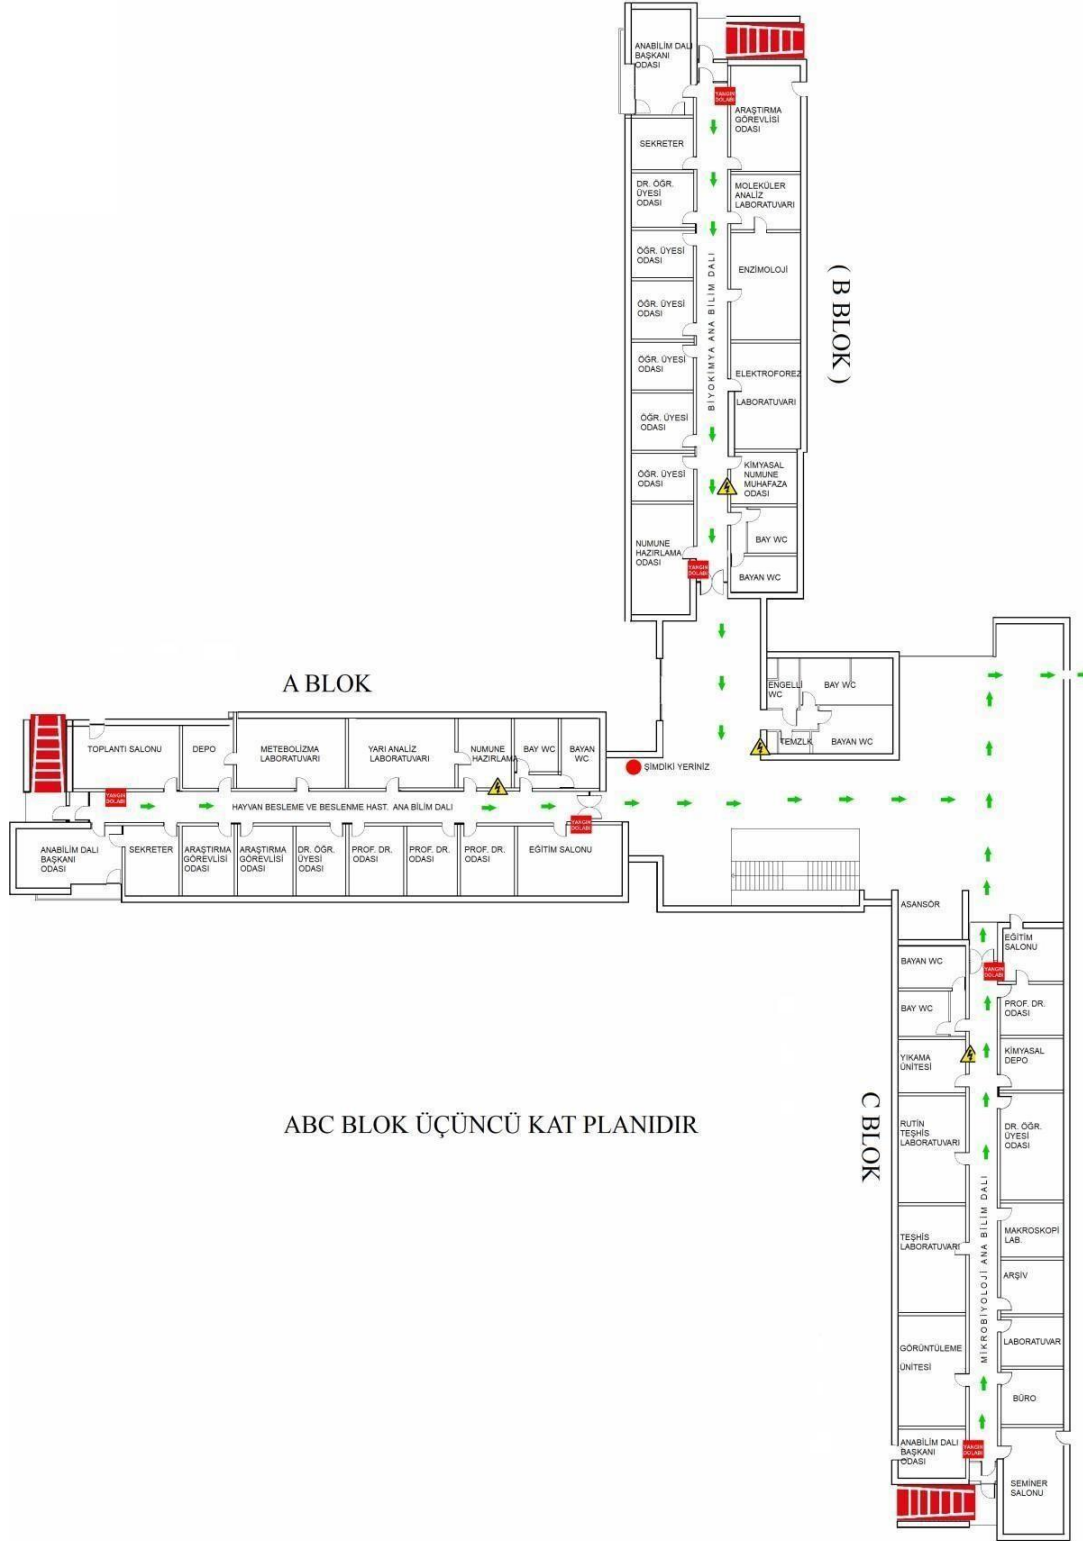 ANABİLİM DALI
BAŞKANI
ODASI
YANGIN
DOLABI
ARAŞTIRMA
GÖREVLİSİ
ODASI
SEKRETER
DR. ÖĞR.
ÜYESİ
ODASI
MOLEKÜLER
ANALİZ
LABORATUVARI
ÖĞR. ÜYESİ
ODASI
ENZİMOLOJİ
ÖĞR. ÜYESİ
ODASI
BİYOKİMYA ANA BİLİM DALI
( B BLOK )
ÖĞR. ÜYESİ
ODASI
ELEKTROFOREZ
LABORATUVARI
ÖĞR. ÜYESİ
ODASI
ÖĞR. ÜYESİ
ODASI
KİMYASAL
NUMUNE
MUHAFAZA
ODASI
NUMUNE
HAZIRLAMA
ODASI
BAY WC
YANGIN
DOLABI
BAYAN WC
A BLOK
ENGELLİ
WC
BAY WC
TEMZLK
BAYAN WC
TOPLANTI SALONU
DEPO
METEBOLİZMA
LABORATUVARI
YARI ANALİZ
LABORATUVARI
NUMUNE
HAZIRLAMA
BAY WC
BAYAN
WC
ŞİMDİKİ YERİNİZ
YANGIN
DOLABI
HAYVAN BESLEME VE BESLENME HAST. ANA BİLİM DALI
YANGIN
DOLABI
ANABİLİM DALI
BAŞKANI
ODASI
SEKRETER
ARAŞTIRMA
GÖREVLİSİ
ODASI
ARAŞTIRMA
GÖREVLİSİ
ODASI
DR. ÖĞR.
ÜYESİ
ODASI
PROF. DR.
ODASI
PROF. DR.
ODASI
PROF. DR.
ODASI
EĞİTİM SALONU
ASANSÖR
EĞİTİM
SALONU
BAYAN WC
YANGIN
DOLABI
BAY WC
PROF. DR.
ODASI
YIKAMA
ÜNİTESİ
KİMYASAL
DEPO
C BLOK
ABC BLOK ÜÇÜNCÜ KAT PLANIDIR
RUTİN
TEŞHİS
LABORATUVARI
DR. ÖĞR.
ÜYESİ
ODASI
MİKROBİYOLOJİ ANA BİLİM DALI
TEŞHİS
LABORATUVARI
MAKROSKOPİ
LAB.
ARŞİV
GÖRÜNTÜLEME
ÜNİTESİ
LABORATUVAR
BÜRO
ANABİLİM DALI
BAŞKANI
ODASI
YANGIN
DOLABI
SEMİNER
SALONU